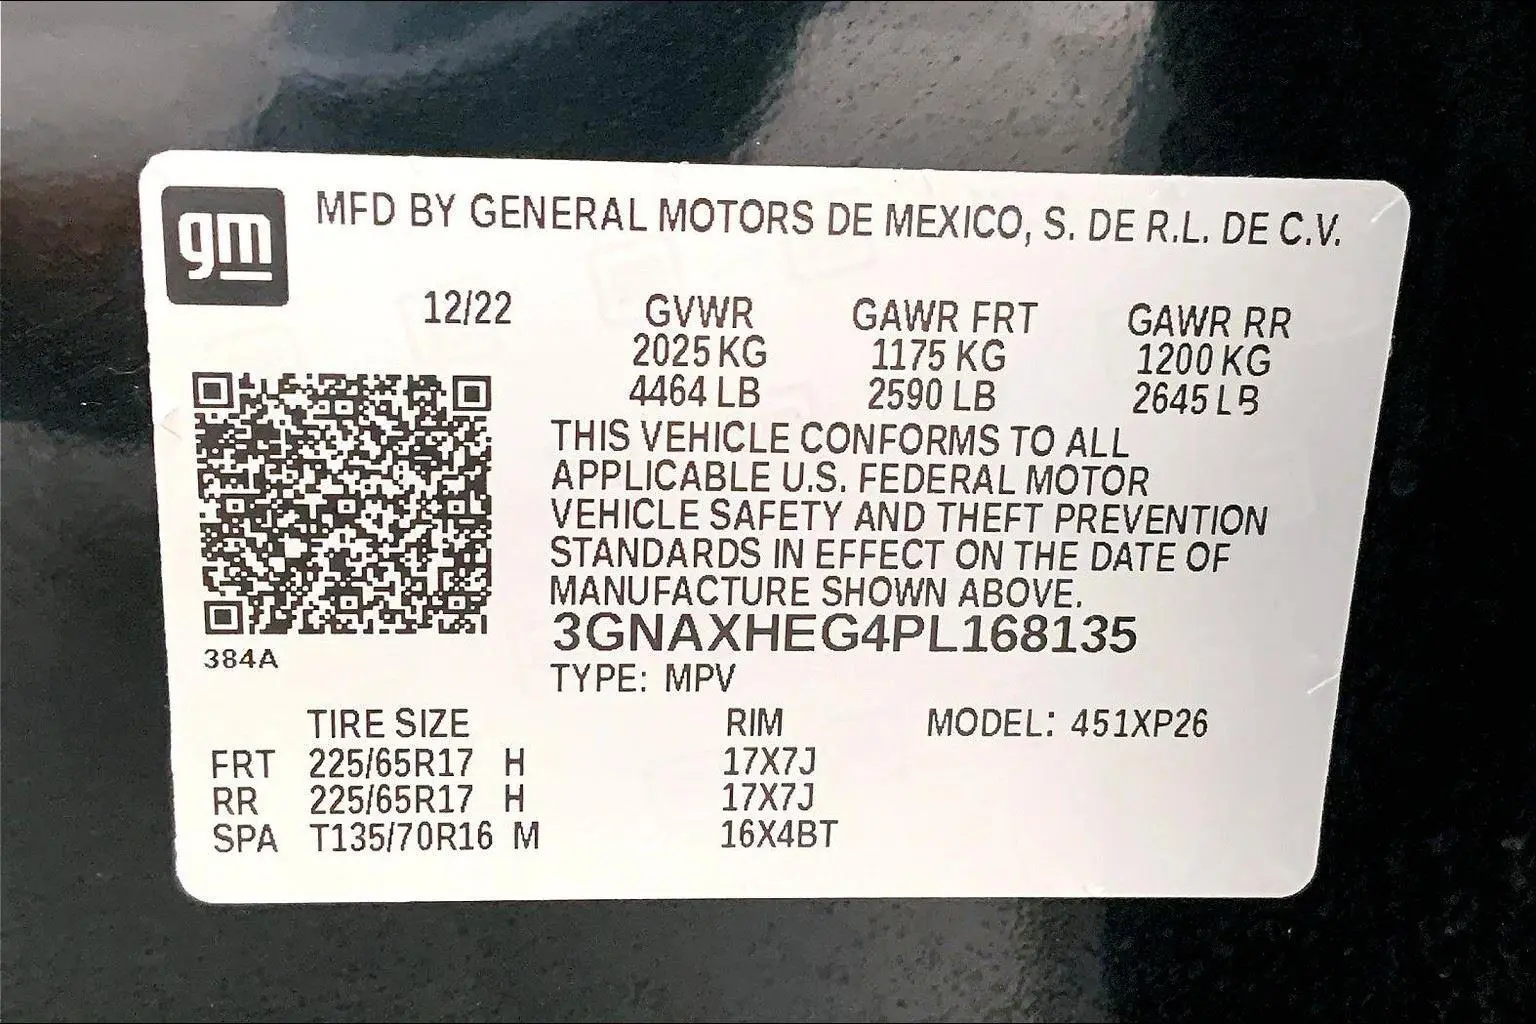 gm
MFD BY GENERAL MOTORS DE MEXICO, S. DE R.L. DE C.V.
12/22 GVWR GAWR FRT GAWR RR
2025 KG 1175 KG 1200 KG
4464 LB 2590 LB 2645 LB
THIS VEHICLE CONFORMS TO ALL
APPLICABLE U.S. FEDERAL MOTOR
VEHICLE SAFETY AND THEFT PREVENTION
STANDARDS IN EFFECT ON THE DATE OF
MANUFACTURE SHOWN ABOVE.
3GNAXHEG4PL168135
384A
TYPE: MPV
TIRE SIZE RIM MODEL: 451XP26
FRT 225/65R17 H 17X7J
RR 225/65R17 H 17X7J
SPA T135/70R16 M 16X4BT